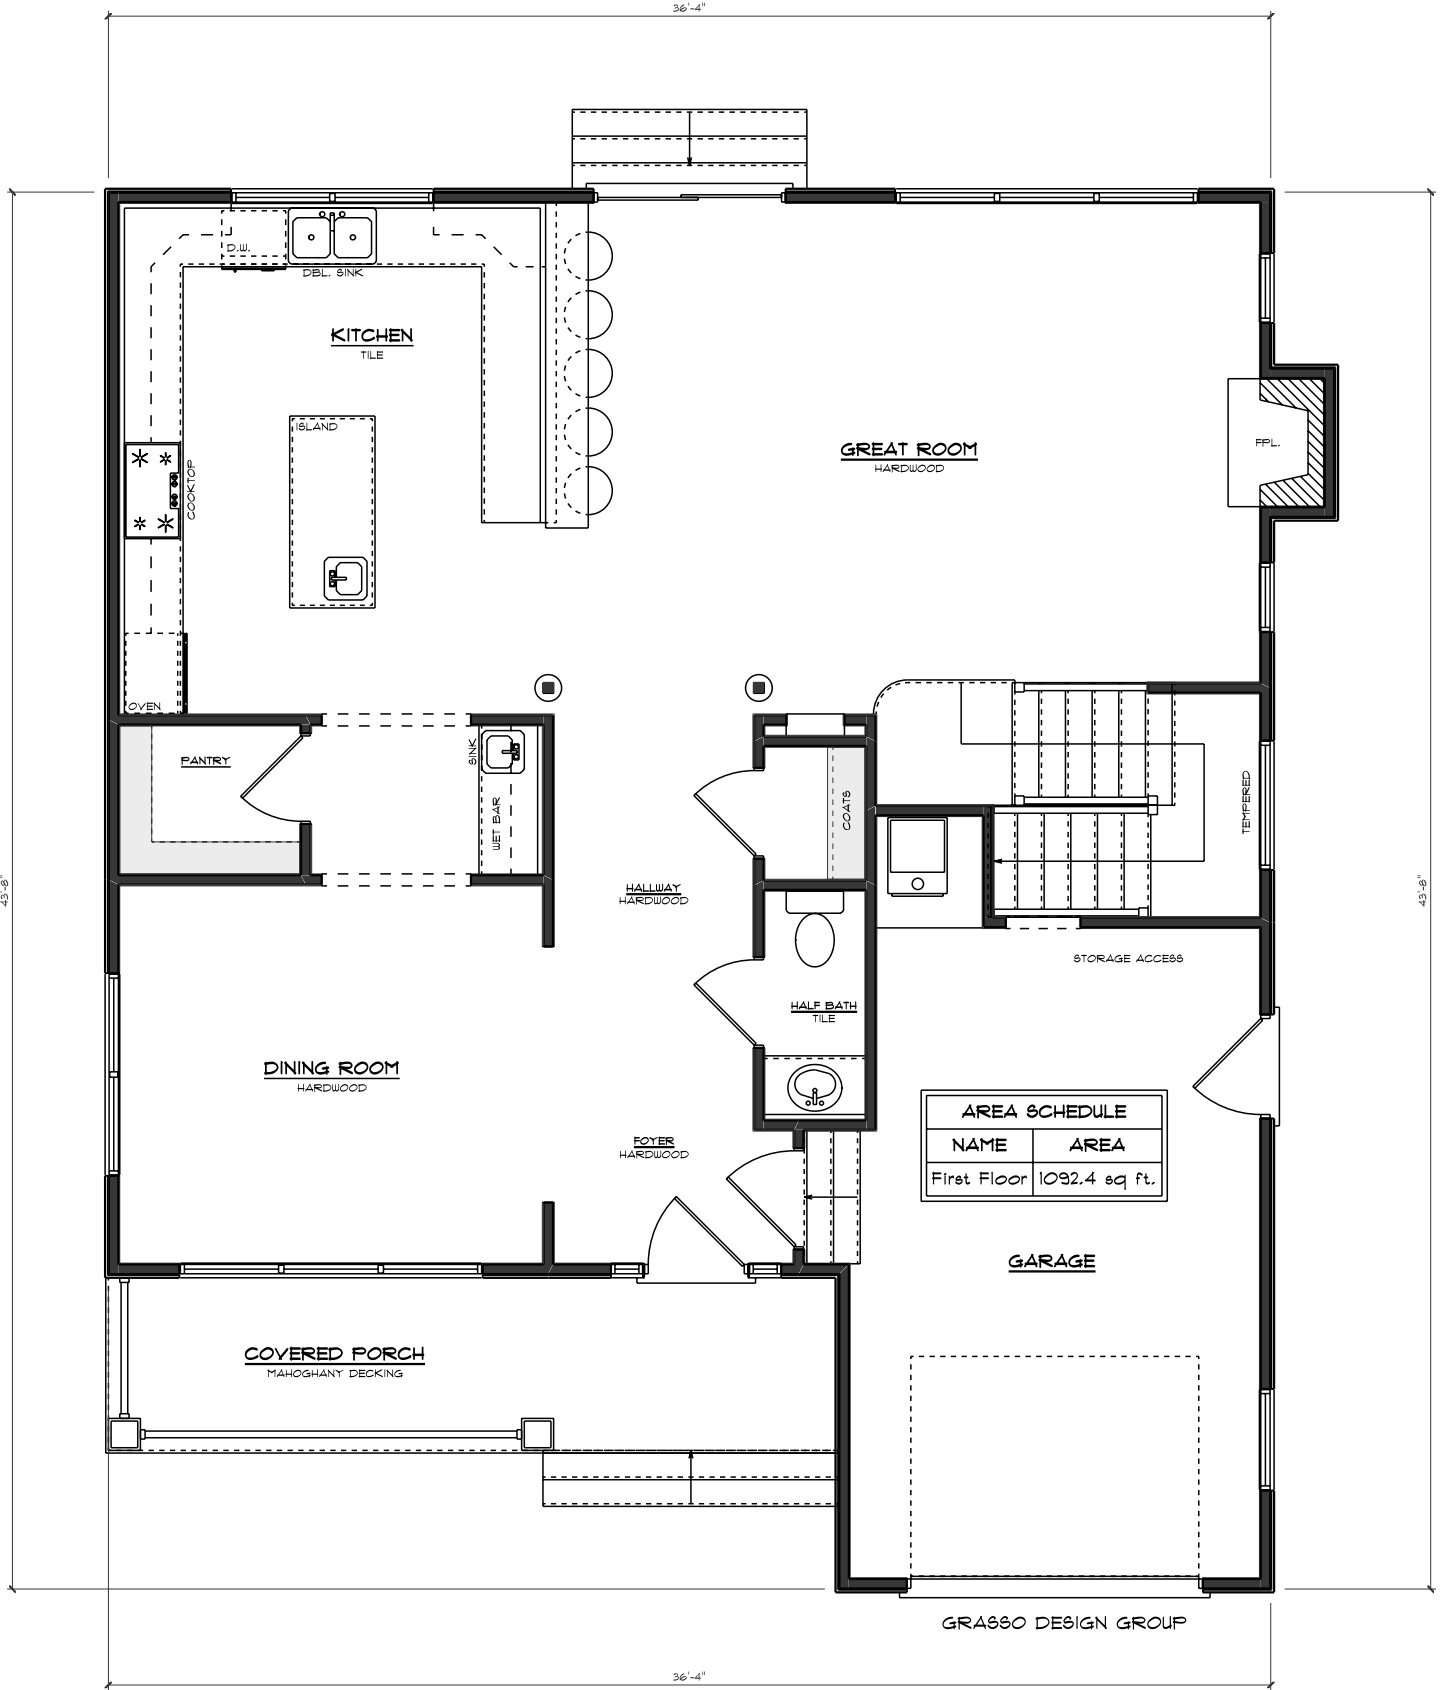 36'-4"
D.W.
DBL. SINK
KITCHEN
TILE
ISLAND
COOKTOP
GREAT ROOM
HARDWOOD
FPL.
OVEN
PANTRY
SINK
WET BAR
COATS
TEMPERED
43'-8"
43'-8"
HALLWAY
HARDWOOD
STORAGE ACCESS
HALF BATH
TILE
DINING ROOM
HARDWOOD
AREA SCHEDULE
NAME AREA
First Floor 1092.4 sq ft.
FOYER
HARDWOOD
GARAGE
COVERED PORCH
MAHOGHANY DECKING
GRASSO DESIGN GROUP
36'-4"